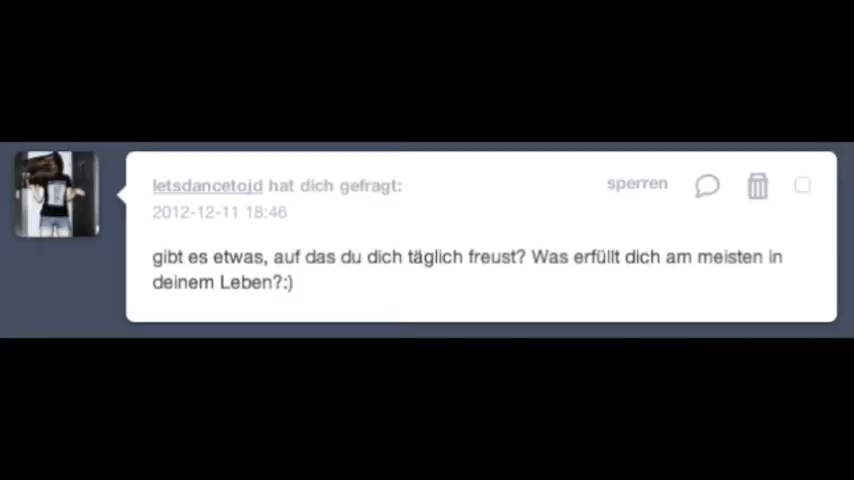 letsdancetojd hat dich gefragt: sperren
2012-12-11 18:46
gibt es etwas, auf das du dich täglich freust? Was erfüllt dich am meisten in
deinem Leben?:)